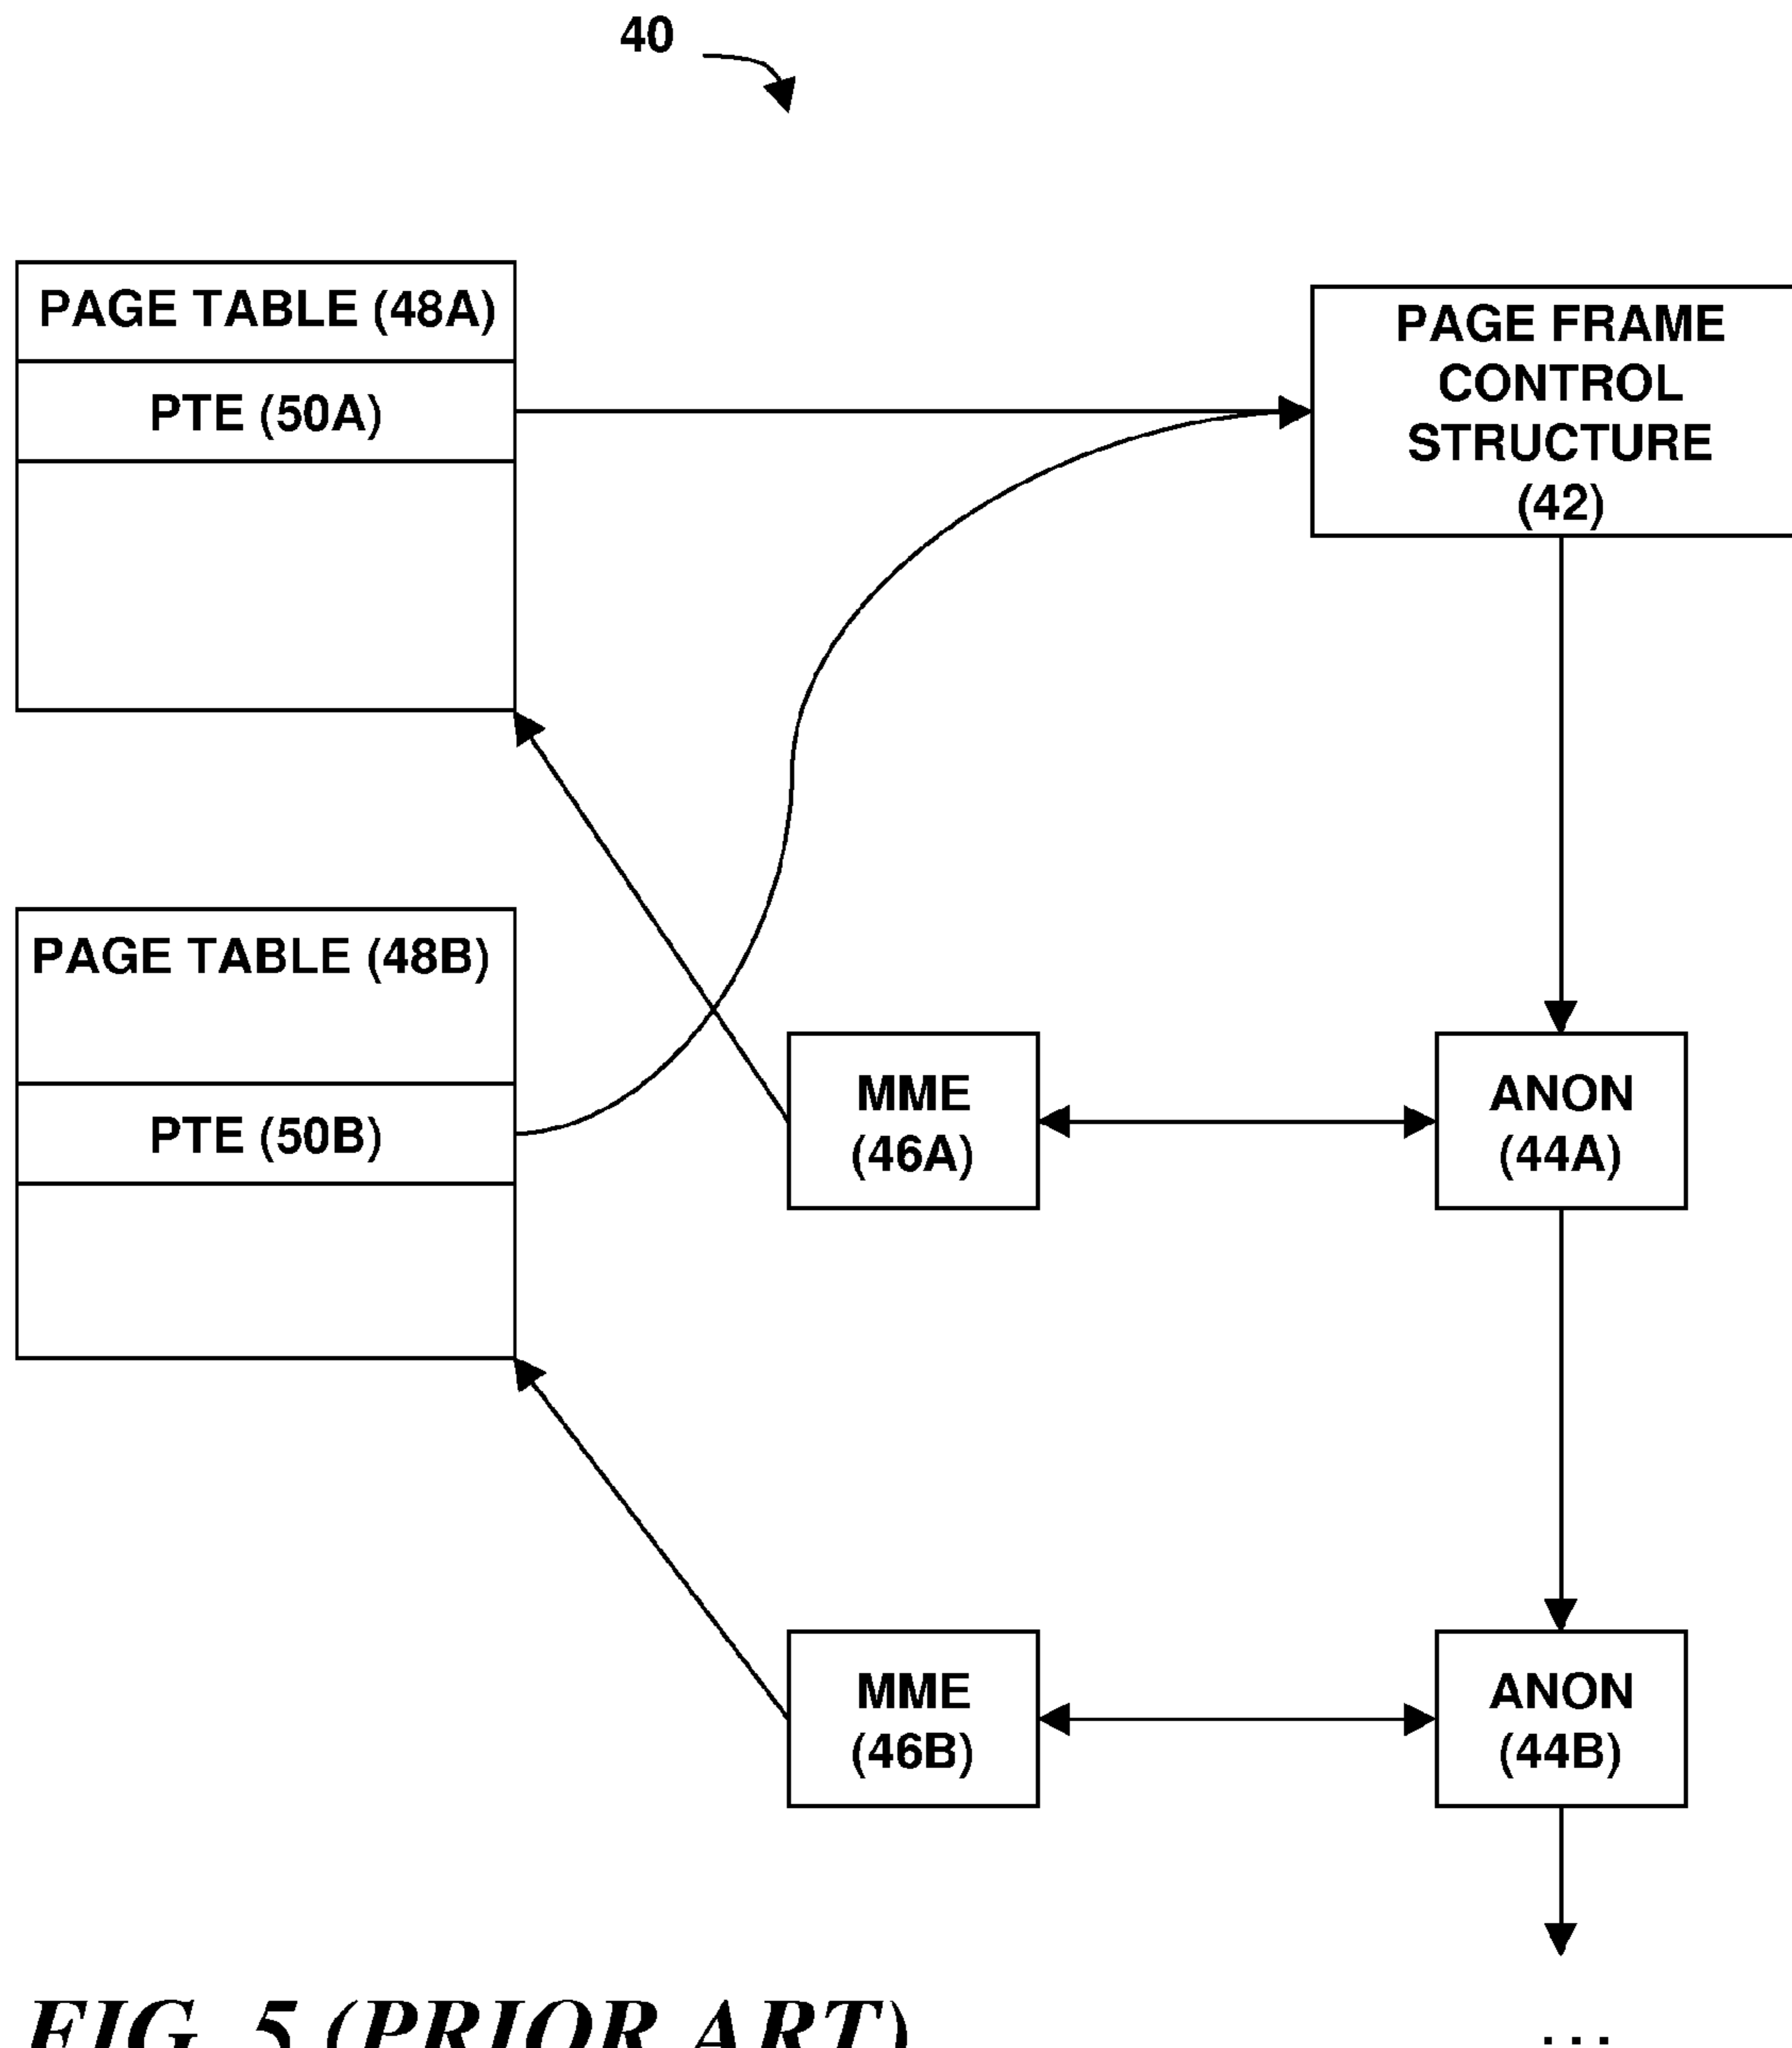 40
PAGE TABLE (48A)
PTE (50A)
PAGE FRAME
CONTROL
STRUCTURE
(42)
PAGE TABLE (48B)
PTE (50B)
MME
(46A)
ANON
(44A)
MME
(46B)
ANON
(44B)
...
FIG. 5 (PRIOR ART)